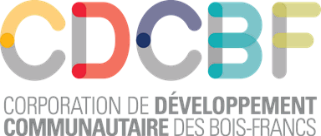 CDCBF
CORPORATION DE DÉVELOPPEMENT
COMMUNAUTAIRE DES BOIS-FRANCS